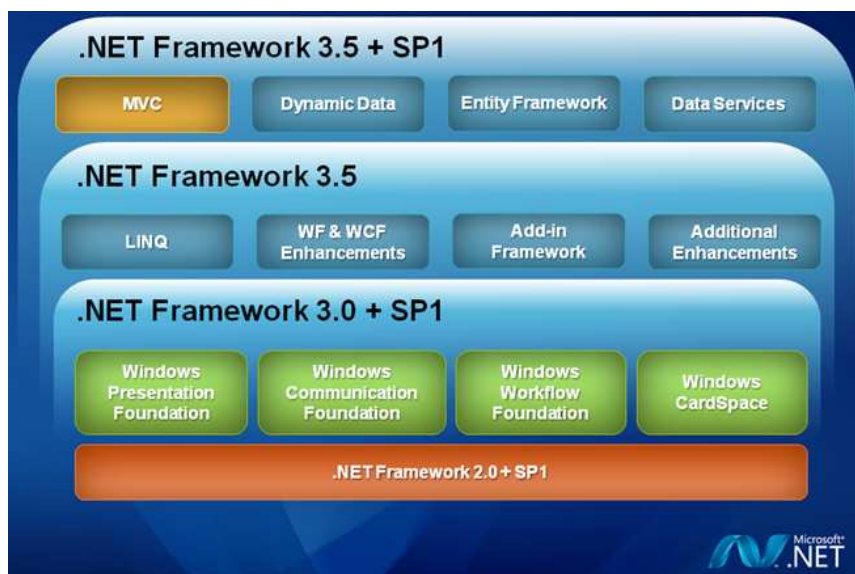 .NET Framework 3.5 + SP1
MVC
Dynamic Data
Entity Framework
Data Services
.NET Framework 3.5
LINQ
WF & WCF
Enhancements
Add-in
Framework
Additional
Enhancements
.NET Framework 3.0 + SP1
Windows
Presentation
Foundation
Windows
Communication
Foundation
Windows
Workflow
Foundation
Windows
CardSpace
.NET Framework 2.0 + SP1
Microsoft®
.NET